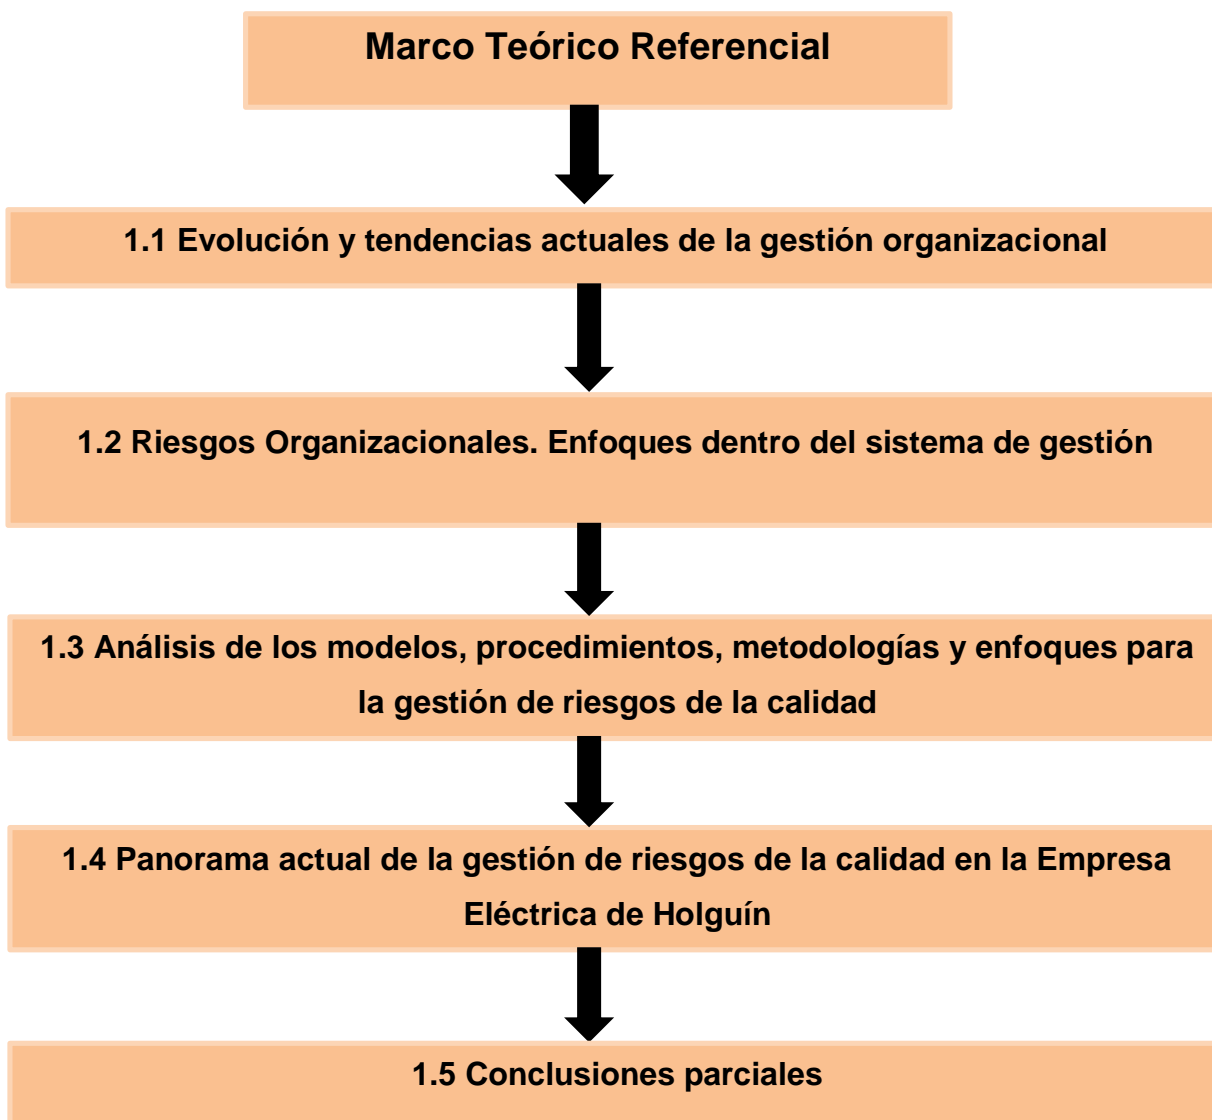 Marco Teórico Referencial
1.1 Evolución y tendencias actuales de la gestión organizacional
1.2 Riesgos Organizacionales. Enfoques dentro del sistema de gestión
1.3 Análisis de los modelos, procedimientos, metodologías y enfoques para
la gestión de riesgos de la calidad
1.4 Panorama actual de la gestión de riesgos de la calidad en la Empresa
Eléctrica de Holguín
1.5 Conclusiones parciales